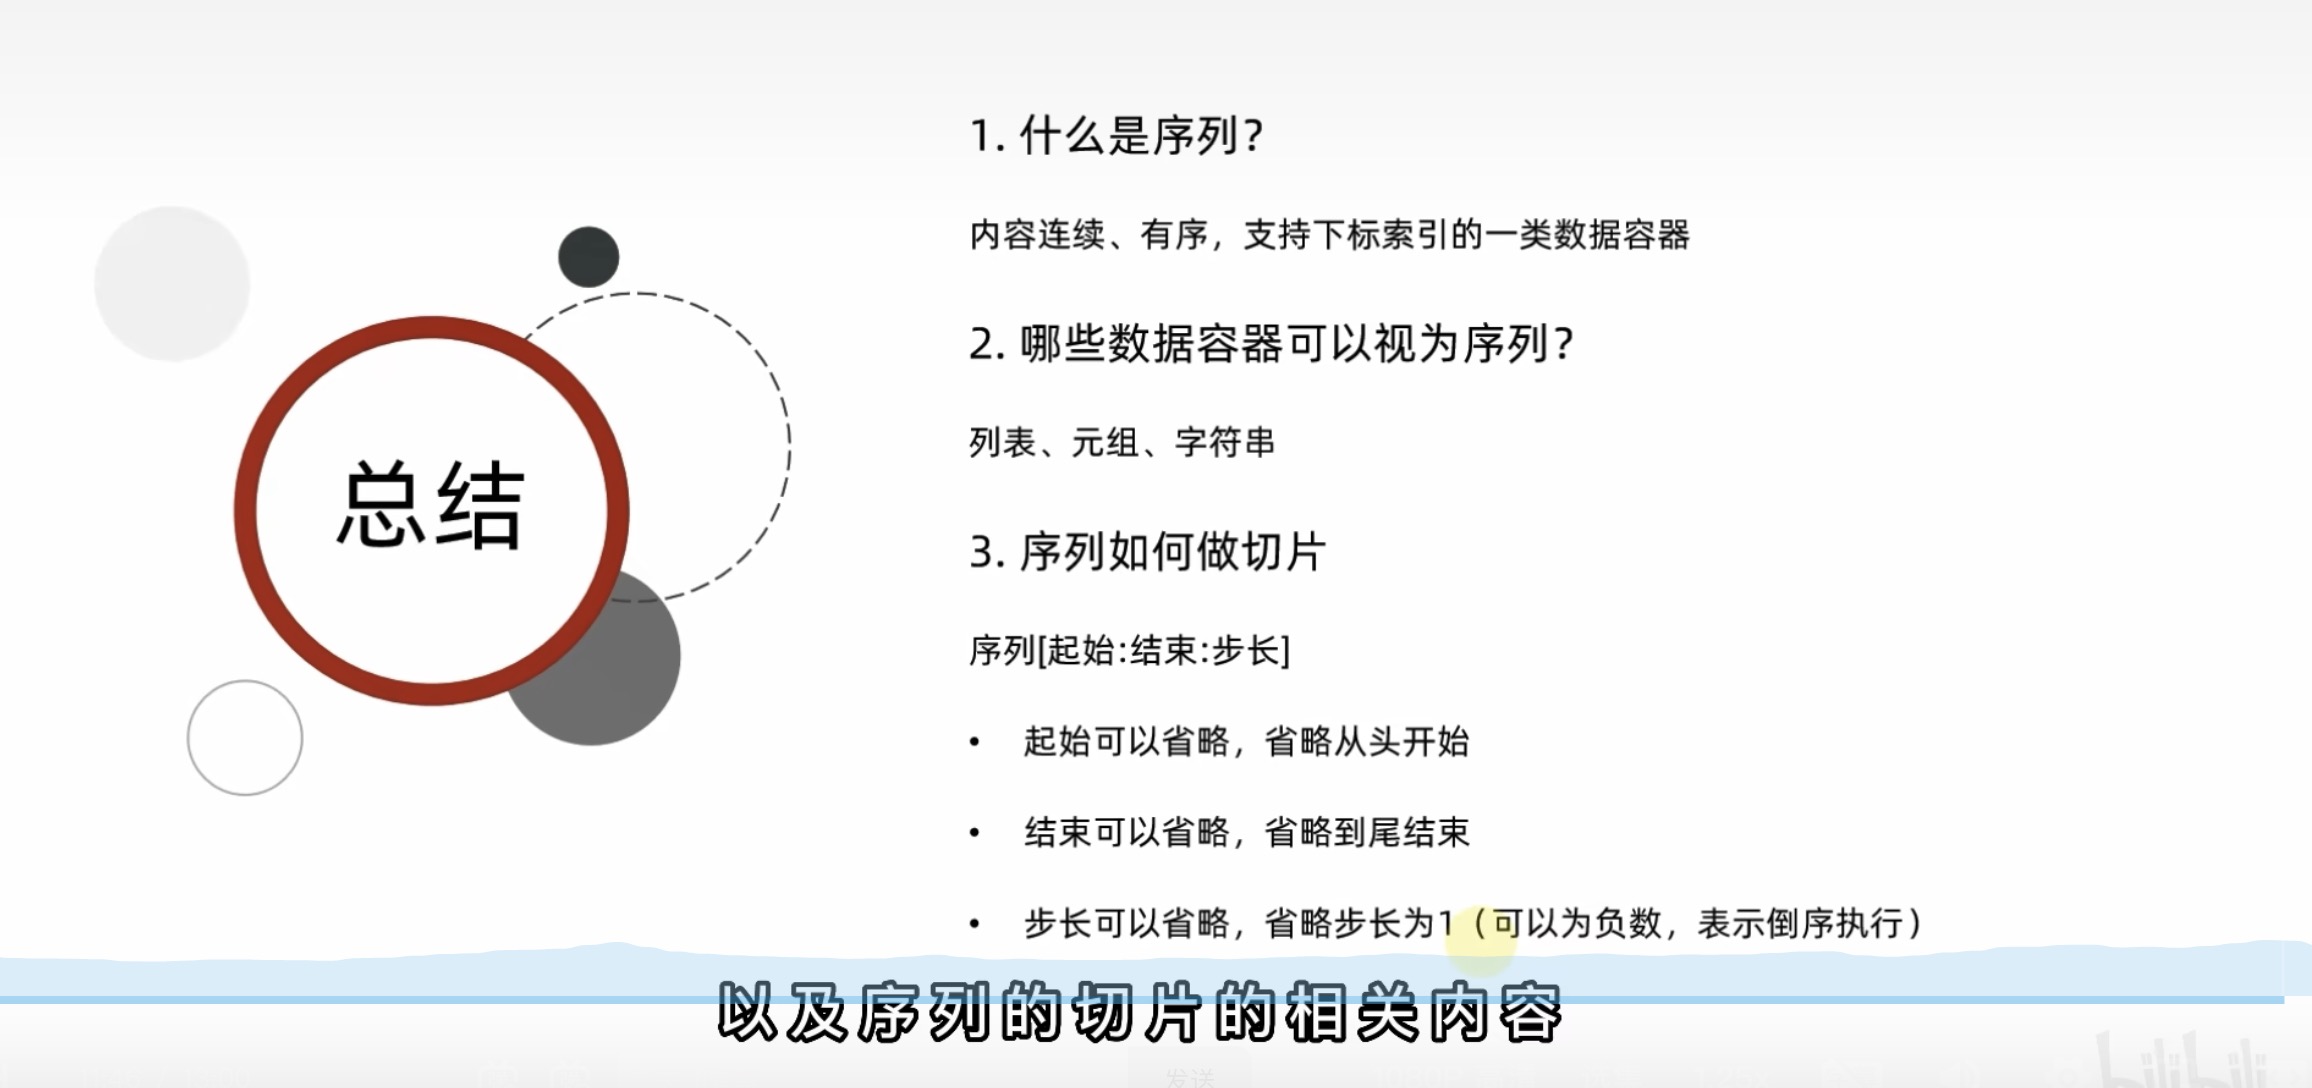 总结
1. 什么是序列？
内容连续、有序，支持下标索引的一类数据容器
2. 哪些数据容器可以视为序列？
列表、元组、字符串
3. 序列如何做切片
序列[起始:结束:步长]
• 起始可以省略，省略从头开始
• 结束可以省略，省略到尾结束
• 步长可以省略，省略步长为1（可以为负数，表示倒序执行）
以及序列的切片的相关内容
发送
bilibili